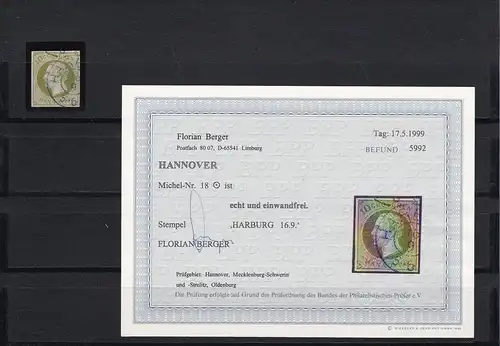 Florian Berger
Postfach 80 07, D-65541 Limburg
Tag: 17.5.1999
BEFUND 5992
HANNOVER
Michel-Nr. 18 ⊙ ist
echt und einwandfrei.
Stempel ,HARBURG 16.9.'
FLORIAN BERGER
Prüfgebiet: Hannover, Mecklenburg-Schwerin
und -Strelitz, Oldenburg
Die Prüfung erfolgte auf Grund der Prüfordnung des Bundes der Philatelistischen Prüfer e.V.